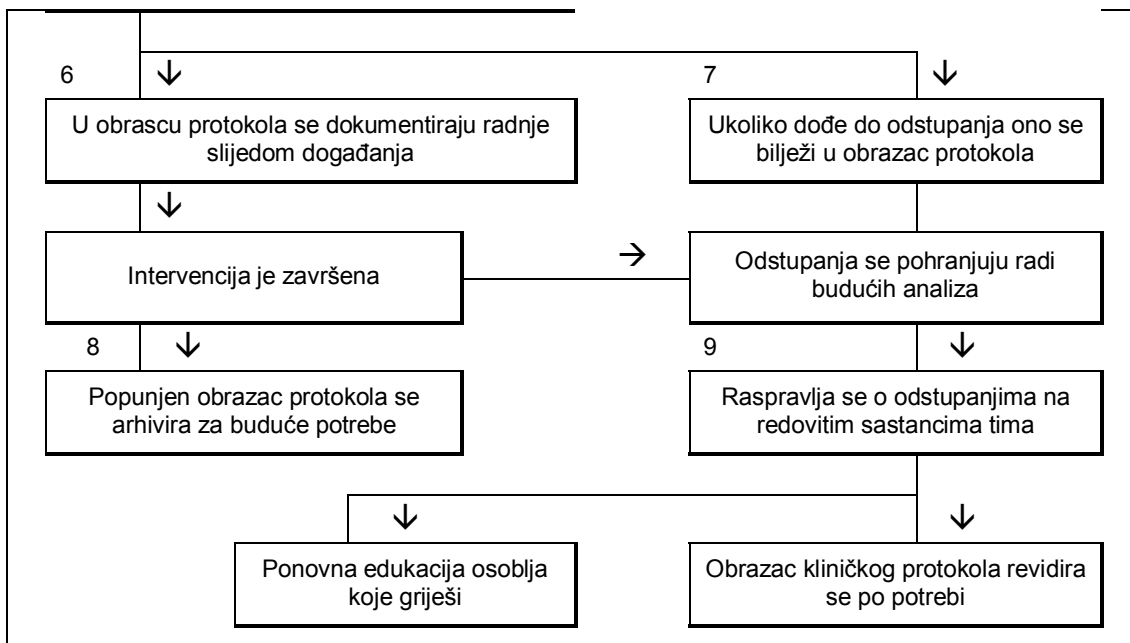 6
7
U obrascu protokola se dokumentiraju radnje
slijedom događanja
Ukoliko dođe do odstupanja ono se
bilježi u obrazac protokola
Intervencija je završena
Odstupanja se pohranjuju radi
budućih analiza
8
9
Popunjen obrazac protokola se
arhivira za buduće potrebe
Raspravlja se o odstupanjima na
redovitim sastancima tima
Ponovna edukacija osoblja
koje griješi
Obrazac kliničkog protokola revidira
se po potrebi